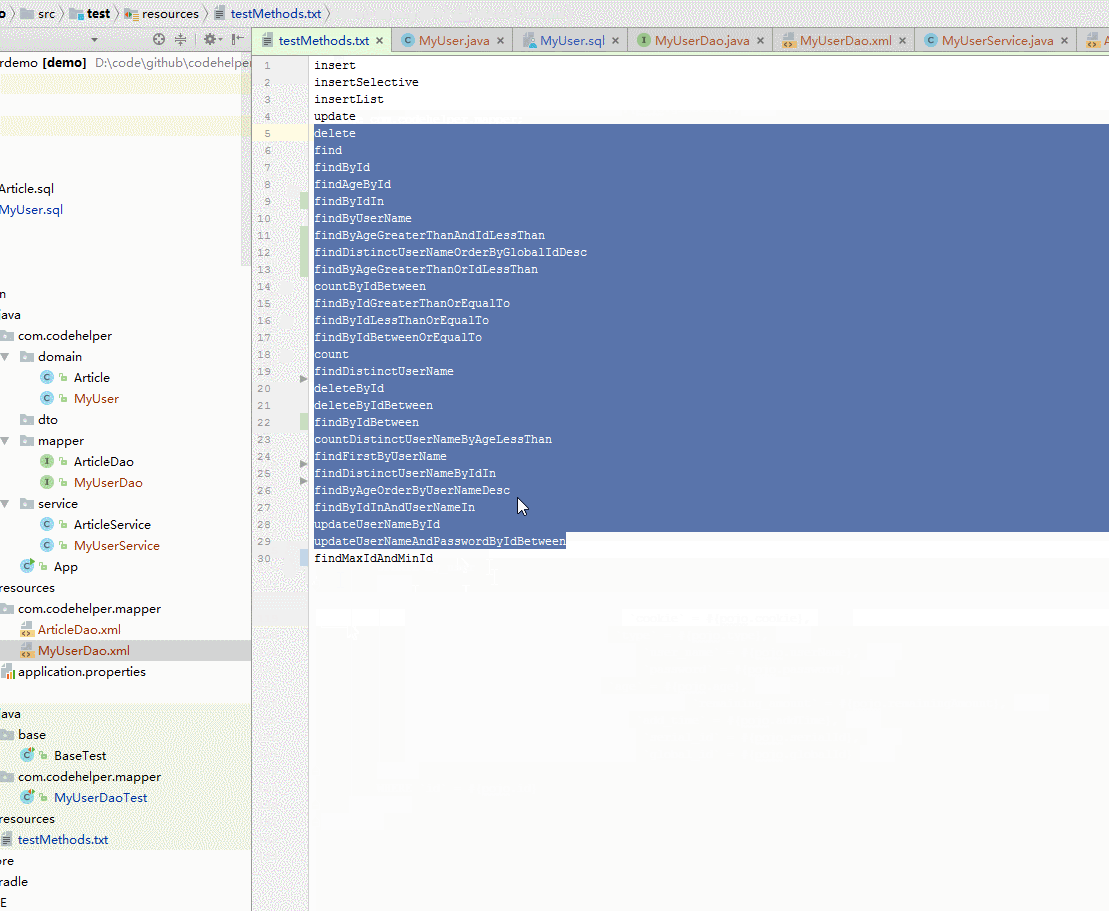 src test resources testMethods.txt
testMethods.txt MyUser.java MyUser.sql MyUserDao.java MyUserDao.xml MyUserService.java
rdemo [demo] D:\code\github\codehelper
Article.sql
MyUser.sql
n
ava
com.codehelper
domain
Article
MyUser
dto
mapper
ArticleDao
MyUserDao
service
ArticleService
MyUserService
App
resources
com.codehelper.mapper
ArticleDao.xml
MyUserDao.xml
application.properties
ava
base
BaseTest
com.codehelper.mapper
MyUserDaoTest
resources
testMethods.txt
ore
radle
E
1 insert
2 insertSelective
3 insertList
4 update
5 delete
6 find
7 findById
8 findAgeById
9 findByIdIn
10 findByUserName
11 findByAgeGreaterThanAndIdLessThan
12 findDistinctUserNameOrderByGlobalIdDesc
13 findByAgeGreaterThanOrIdLessThan
14 countByIdBetween
15 findByIdGreaterThanOrEqualTo
16 findByIdLessThanOrEqualTo
17 findByIdBetweenOrEqualTo
18 count
19 findDistinctUserName
20 deleteById
21 deleteByIdBetween
22 findByIdBetween
23 countDistinctUserNameByAgeLessThan
24 findFirstByUserName
25 findDistinctUserNameByIdIn
26 findByAgeOrderByUserNameDesc
27 findByIdInAndUserNameIn
28 updateUserNameById
29 updateUserNameAndPasswordByIdBetween
30 findMaxIdAndMinId